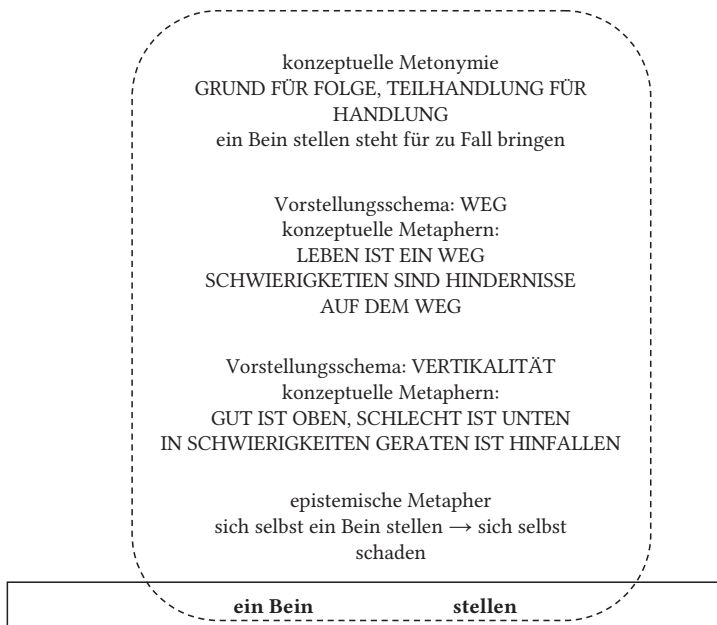 konzeptuelle Metonymie
GRUND FÜR FOLGE, TEILHANDLUNG FÜR
HANDLUNG
ein Bein stellen steht für zu Fall bringen
Vorstellungsschema: WEG
konzeptuelle Metaphern:
LEBEN IST EIN WEG
SCHWIERIGKETIEN SIND HINDERNISSE
AUF DEM WEG
Vorstellungsschema: VERTIKALITÄT
konzeptuelle Metaphern:
GUT IST OBEN, SCHLECHT IST UNTEN
IN SCHWIERIGKEITEN GERATEN IST HINFALLEN
epistemische Metapher
sich selbst ein Bein stellen → sich selbst
schaden
ein Bein stellen